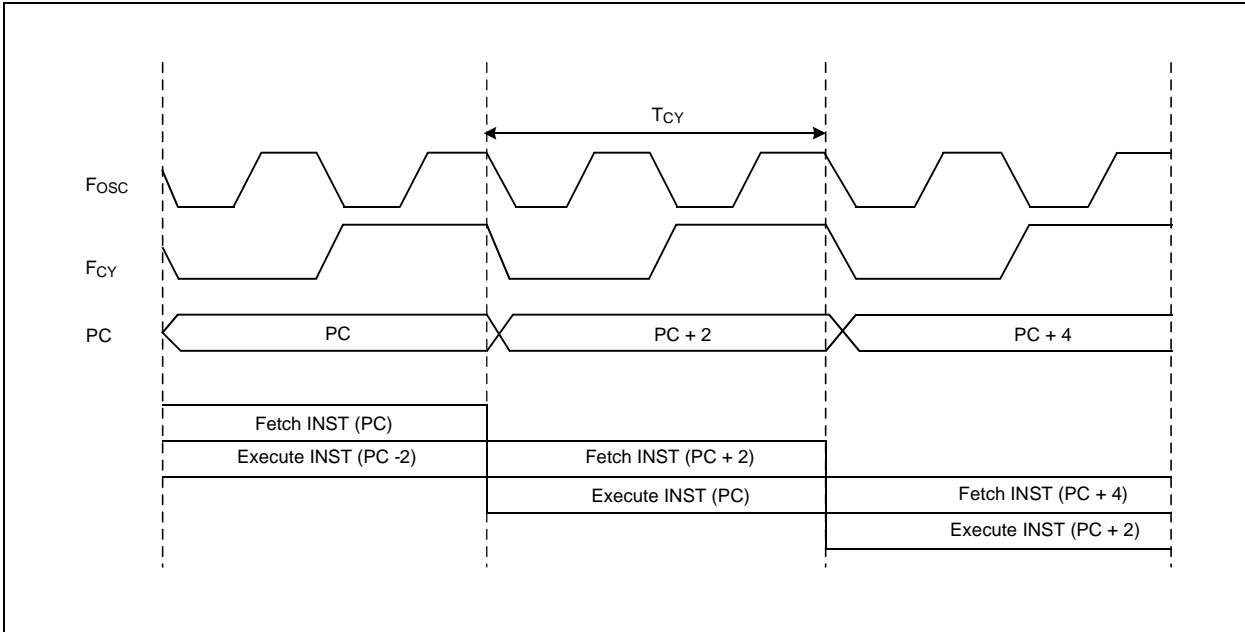 TCY
FOSC
FCY
PC PC PC + 2 PC + 4
Fetch INST (PC)
Execute INST (PC -2) Fetch INST (PC + 2)
Execute INST (PC) Fetch INST (PC + 4)
Execute INST (PC + 2)